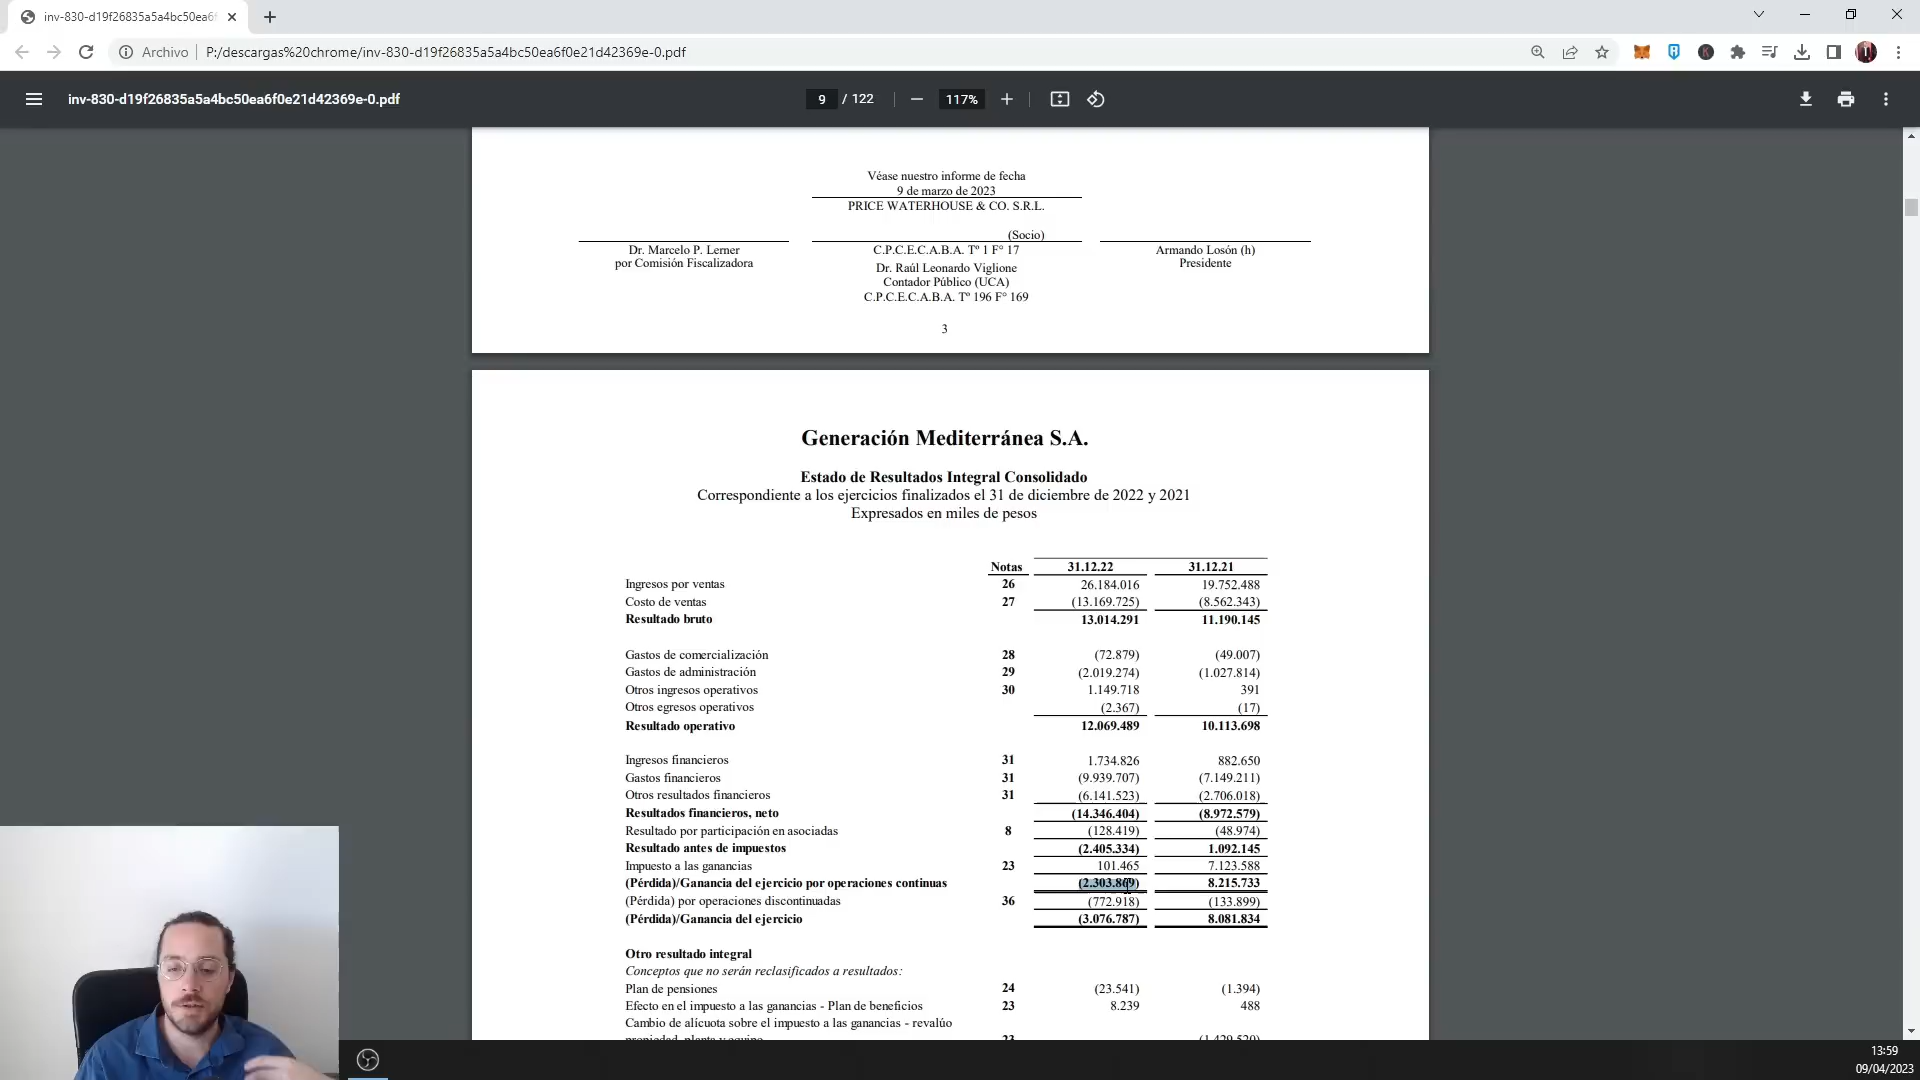 inv-830-d19f26835a5a4bc50ea6f
Archivo P:/descargas%20chrome/inv-830-d19f26835a5a4bc50ea6f0e21d42369e-0.pdf
inv-830-d19f26835a5a4bc50ea6f0e21d42369e-0.pdf 9 / 122 117%
Véase nuestro informe de fecha
9 de marzo de 2023
PRICE WATERHOUSE & CO. S.R.L.
(Socio)
Dr. Marcelo P. Lerner C.P.C.E.C.A.B.A. Tº 1 F° 17 Armando Losón (h)
por Comisión Fiscalizadora Presidente
Dr. Raúl Leonardo Viglione
Contador Público (UCA)
C.P.C.E.C.A.B.A. Tº 196 F° 169
3
Generación Mediterránea S.A.
Estado de Resultados Integral Consolidado
Correspondiente a los ejercicios finalizados el 31 de diciembre de 2022 y 2021
Expresados en miles de pesos
Notas 31.12.22 31.12.21
Ingresos por ventas 26 26.184.016 19.752.488
Costo de ventas 27 (13.169.725) (8.562.343)
Resultado bruto 13.014.291 11.190.145
Gastos de comercialización 28 (72.879) (49.007)
Gastos de administración 29 (2.019.274) (1.027.814)
Otros ingresos operativos 30 1.149.718 391
Otros egresos operativos (2.367) (17)
Resultado operativo 12.069.489 10.113.698
Ingresos financieros 31 1.734.826 882.650
Gastos financieros 31 (9.939.707) (7.149.211)
Otros resultados financieros 31 (6.141.523) (2.706.018)
Resultados financieros, neto (14.346.404) (8.972.579)
Resultado por participación en asociadas 8 (128.419) (48.974)
Resultado antes de impuestos (2.405.334) 1.092.145
Impuesto a las ganancias 23 101.465 7.123.588
(Pérdida)/Ganancia del ejercicio por operaciones continuas (2.303.869) 8.215.733
(Pérdida) por operaciones discontinuadas 36 (772.918) (133.899)
(Pérdida)/Ganancia del ejercicio (3.076.787) 8.081.834
Otro resultado integral
Conceptos que no serán reclasificados a resultados:
Plan de pensiones 24 (23.541) (1.394)
Efecto en el impuesto a las ganancias - Plan de beneficios 23 8.239 488
Cambio de alícuota sobre el impuesto a las ganancias - revalúo
propiedad, planta y equipo 23 (1.429.520)
13:59
09/04/2023